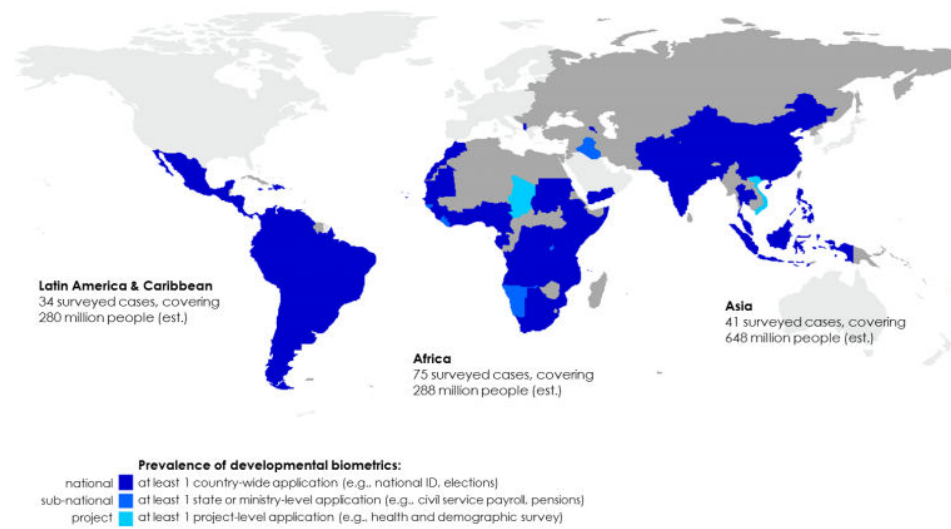 Latin America & Caribbean
34 surveyed cases, covering
280 million people (est.)
Africa
75 surveyed cases, covering
288 million people (est.)
Asia
41 surveyed cases, covering
648 million people (est.)
Prevalence of developmental biometrics:
national at least 1 country-wide application (e.g., national ID, elections)
sub-national at least 1 state or ministry-level application (e.g., civil service payroll, pensions)
project at least 1 project-level application (e.g., health and demographic survey)